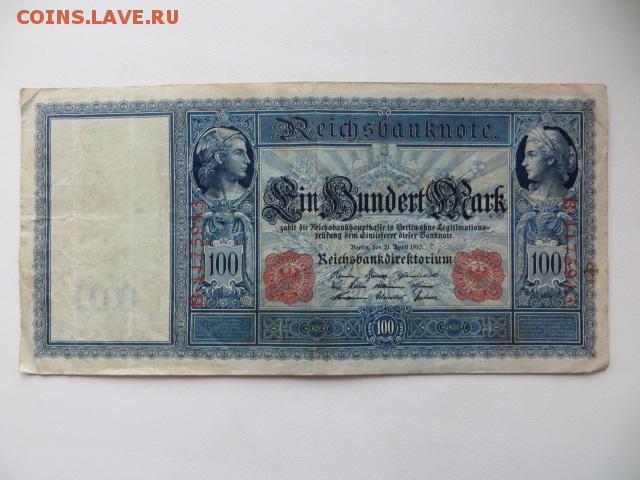 COINS.LAVE.RU
Reichsbanknote.
Ein Hundert Mark
zahlt die Reichsbankhauptkasse in Berlin ohne Legitimations-
prüfung dem Einlieferer dieser Banknote.
Berlin, den 21. April 1910.
Reichsbankdirektorium
100
100
HUNDERT
100
HUNDERT